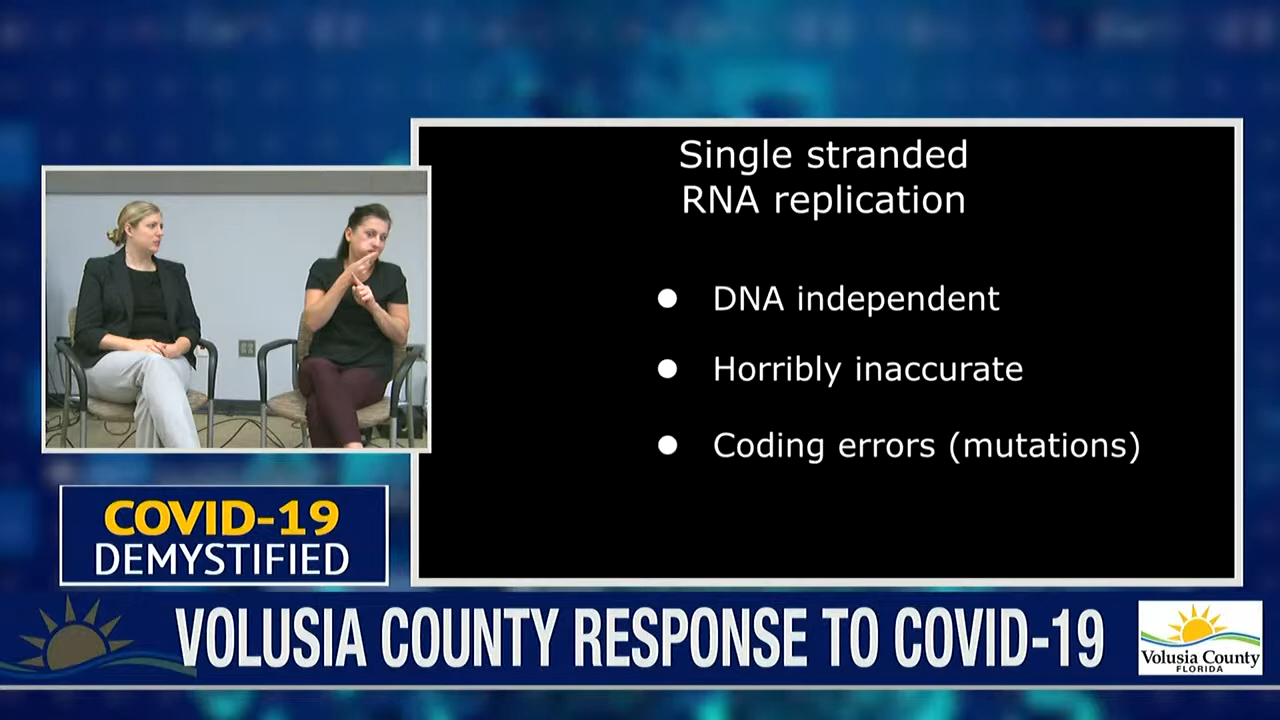 Single stranded
RNA replication
● DNA independent
● Horribly inaccurate
● Coding errors (mutations)
COVID-19
DEMYSTIFIED
VOLUSIA COUNTY RESPONSE TO COVID-19
Volusia County
FLORIDA